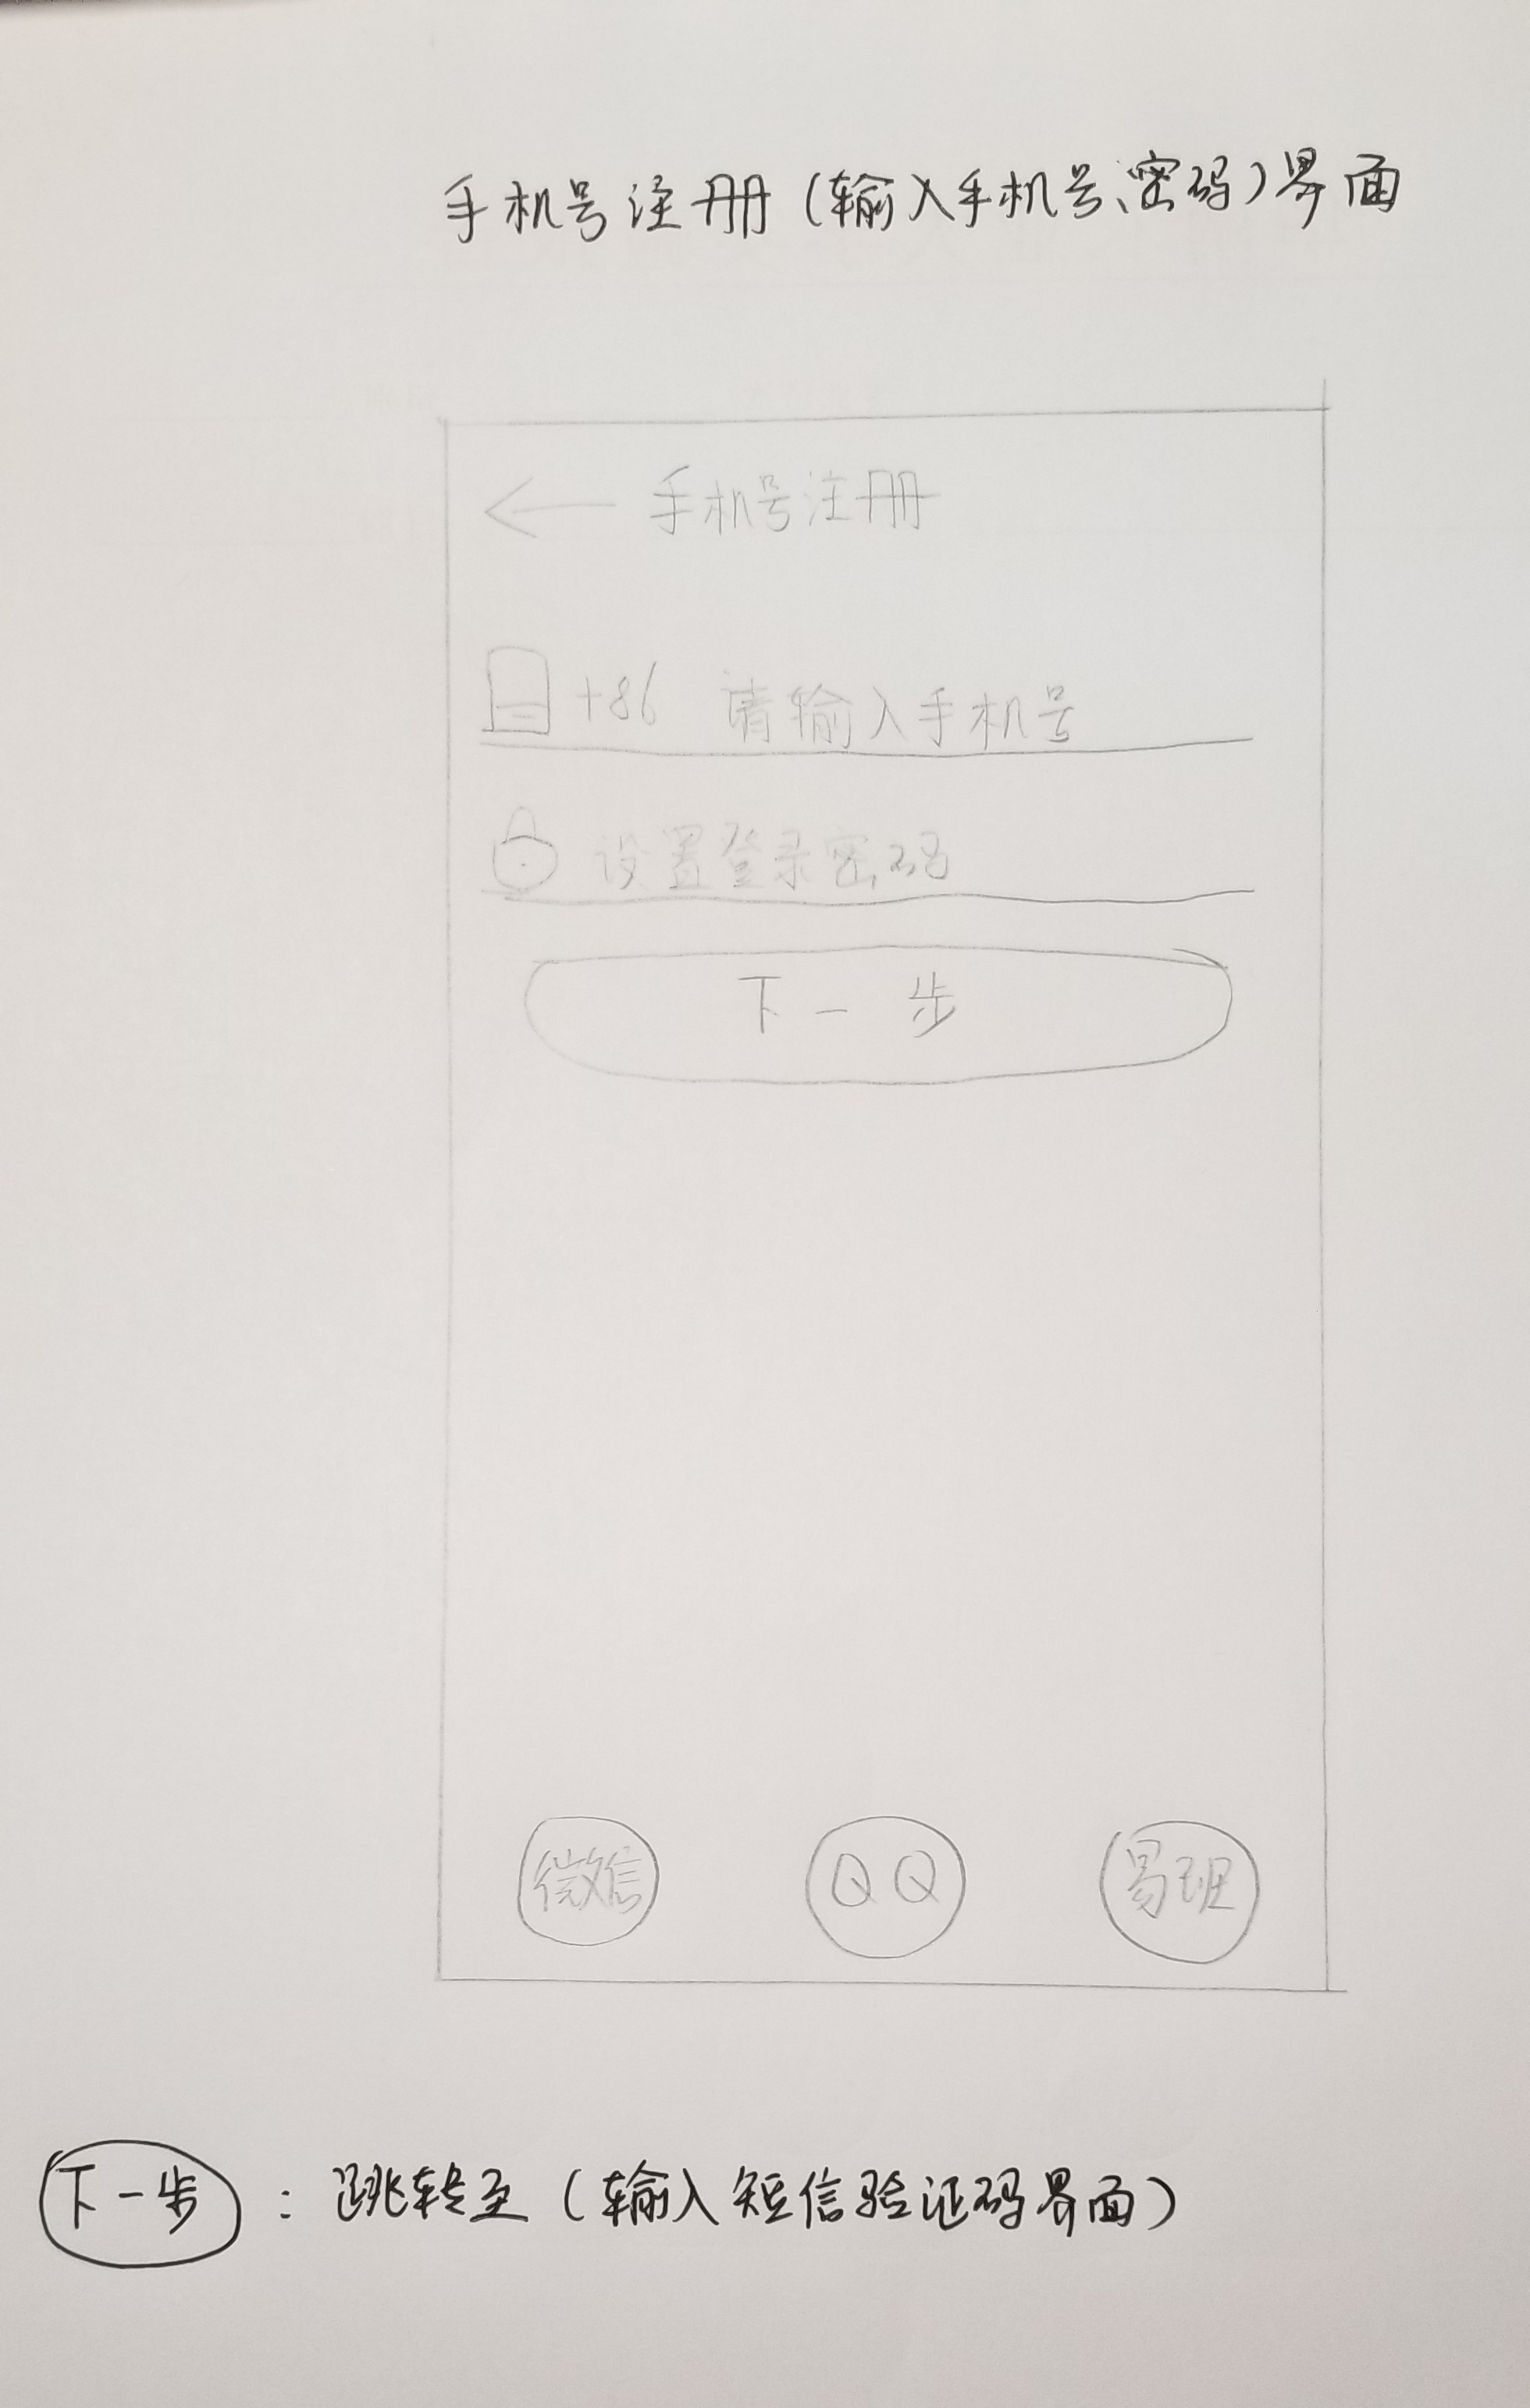 手机号注册(输入手机号、密码)界面
手机号注册
+86 请输入手机号
设置登录密码
下一步
微信 QQ 易班
下一步：跳转至(输入短信验证码界面)